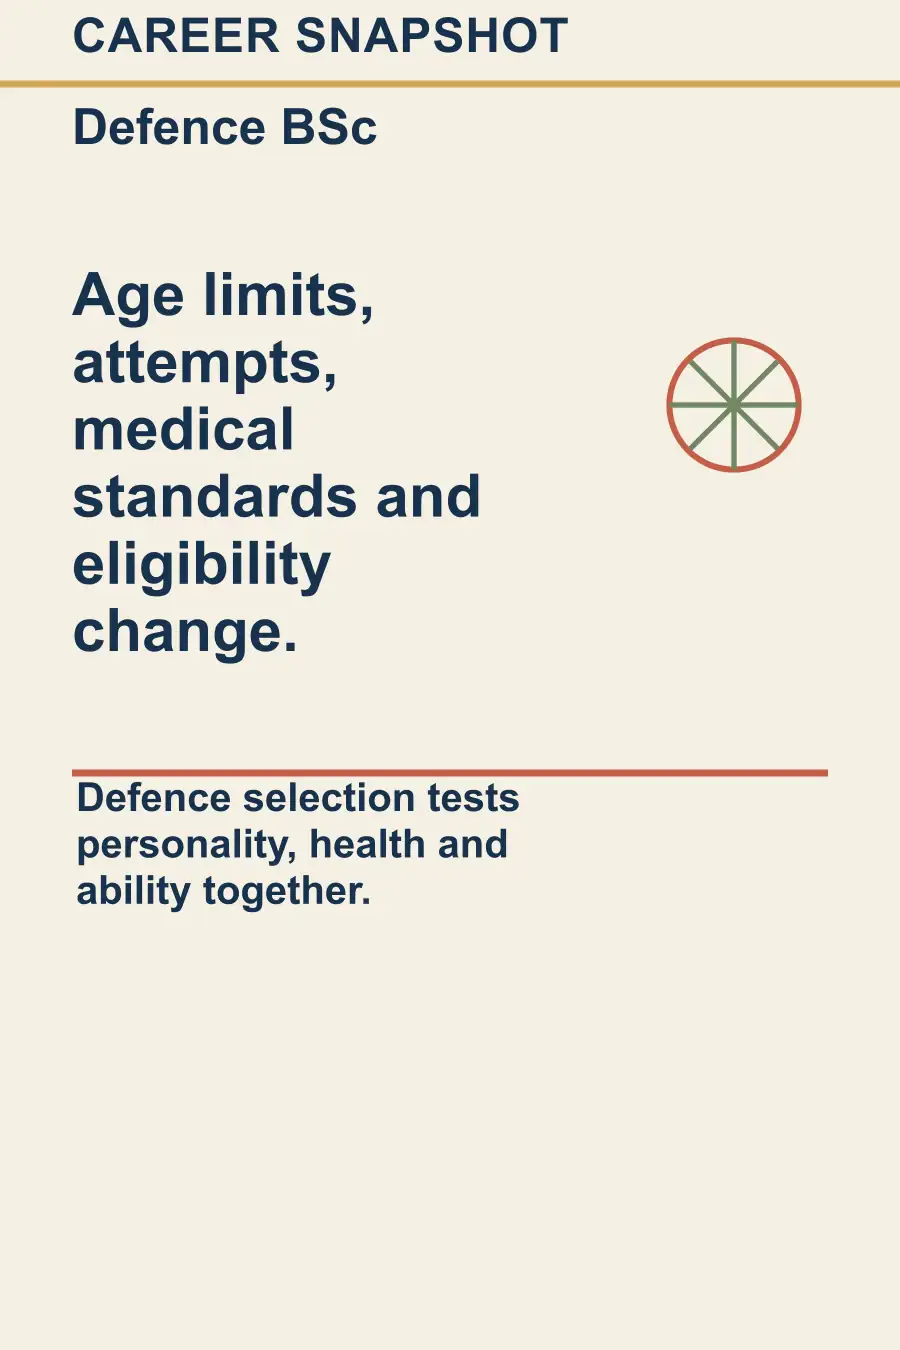 CAREER SNAPSHOT
Defence BSc
Age limits,
attempts,
medical
standards and
eligibility
change.
Defence selection tests
personality, health and
ability together.